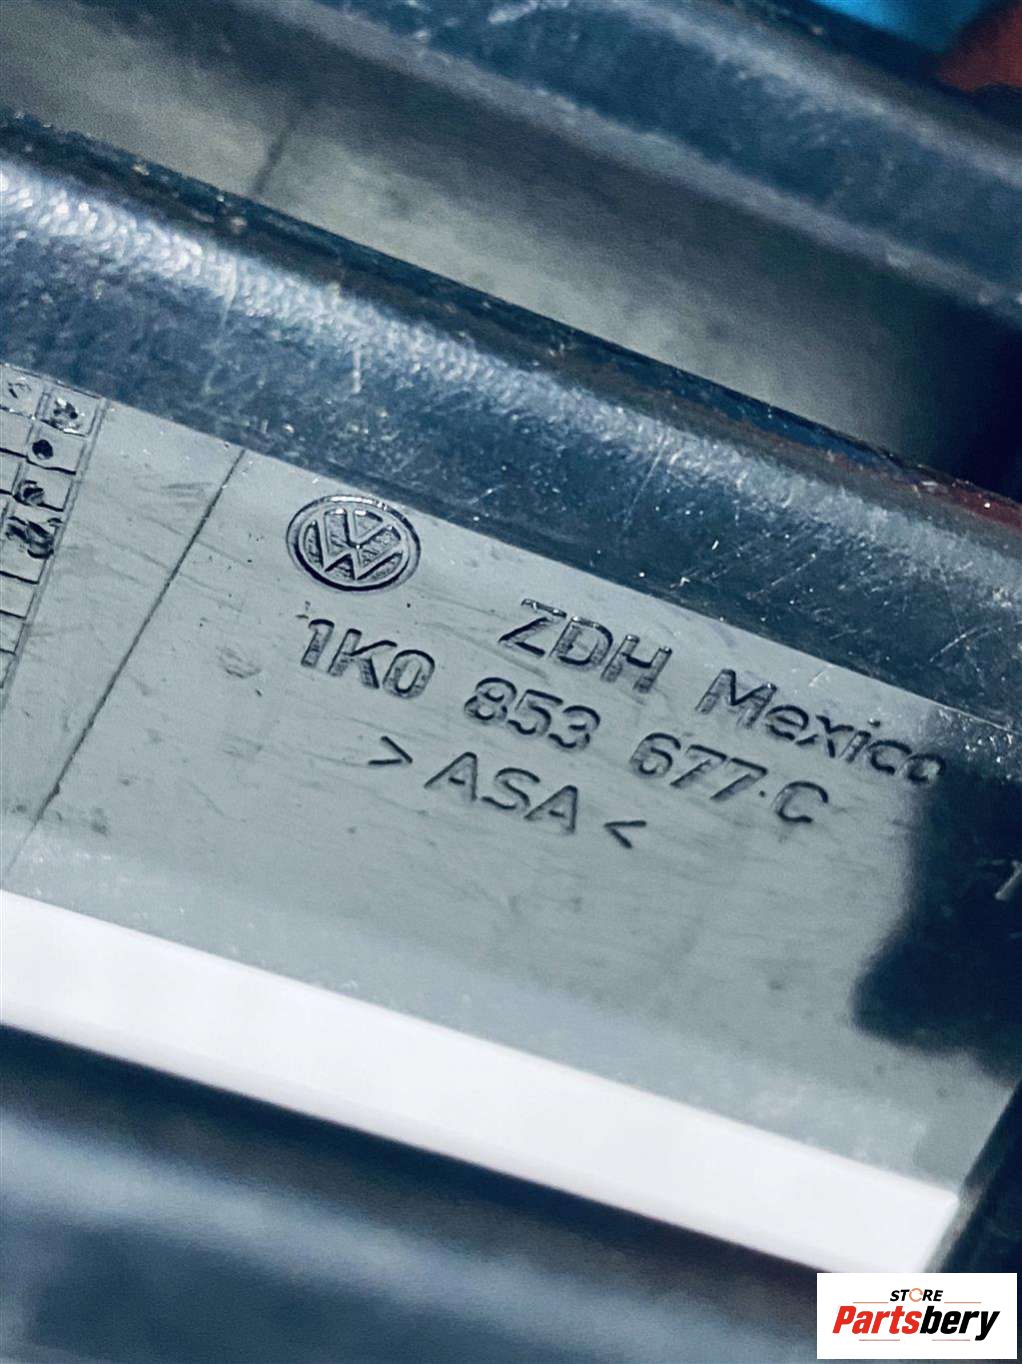 ZDH Mexico
1K0 853 677 C
>ASA<
STORE
Partsbery